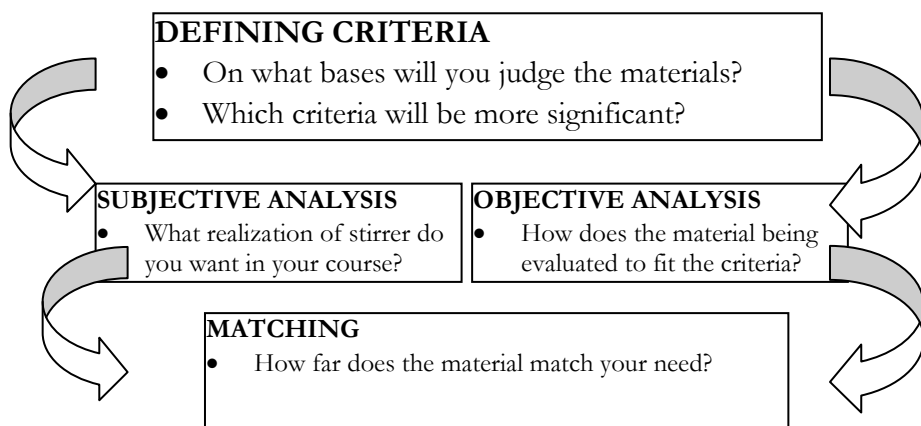 DEFINING CRITERIA
• On what bases will you judge the materials?
• Which criteria will be more significant?
SUBJECTIVE ANALYSIS
• What realization of stirrer do
you want in your course?
OBJECTIVE ANALYSIS
• How does the material being
evaluated to fit the criteria?
MATCHING
• How far does the material match your need?